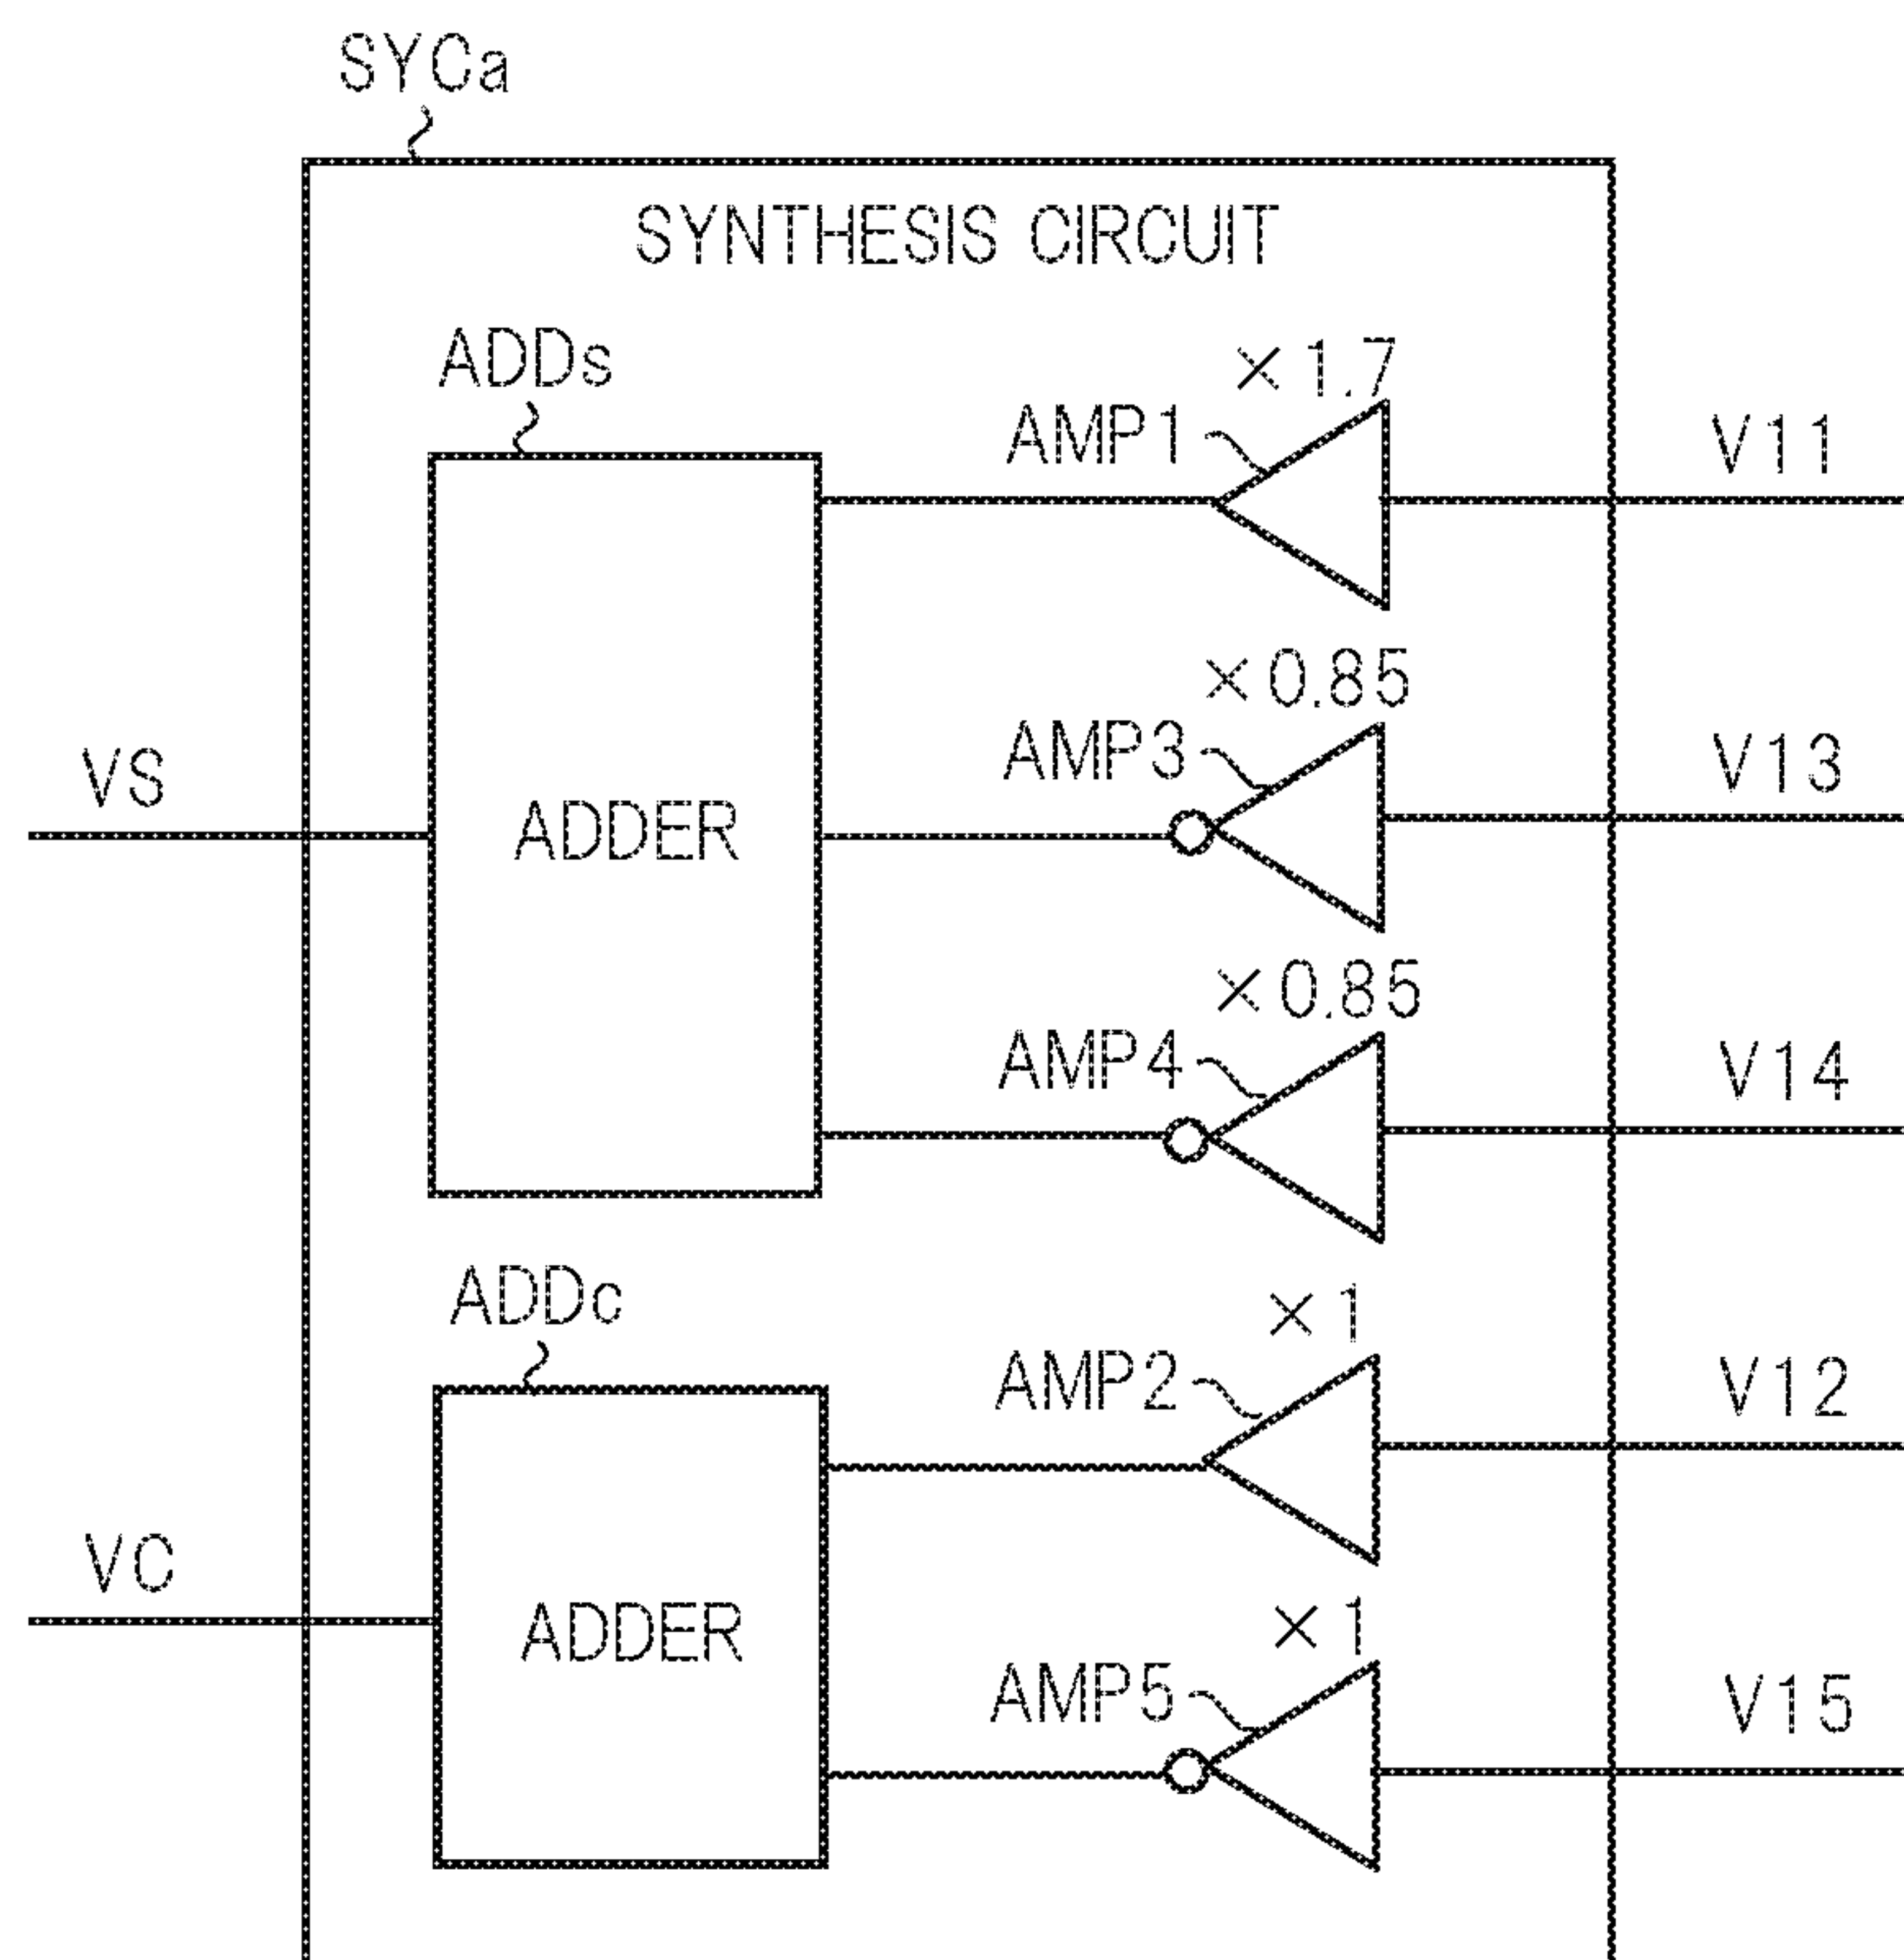 SYCa
SYNTHESIS CIRCUIT
ADDs
×1.7
AMP1
V11
×0.85
AMP3
V13
VS
ADDER
×0.85
AMP4
V14
ADDc
×1
AMP2
V12
VC
ADDER
×1
AMP5
V15